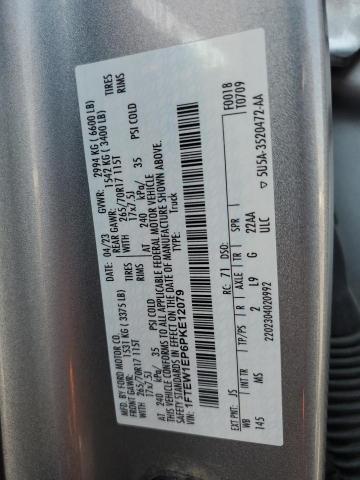 MFD. BY FORD MOTOR CO.
DATE: 04/23 GVWR: 2994 KG ( 6600 LB)
FRONT GAWR: 1531 KG ( 3375 LB) REAR GAWR: 1542 KG ( 3400 LB)
265/70R17 115T WITH 265/70R17 115T TIRES
17x7.5J RIMS 17x7.5J RIMS
AT 240 kPa/ 35 PSI COLD AT 240 kPa/ 35 PSI COLD
THIS VEHICLE CONFORMS TO ALL APPLICABLE FEDERAL MOTOR VEHICLE
SAFETY AND THEFT PREVENTION STANDARDS IN EFFECT ON THE DATE OF MANUFACTURE SHOWN ABOVE.
VIN: 1FTEW1EP6PKE12079
TYPE: Truck
F0018
T0709
EXT PNT: JS RC: 71 DSO:
WB INT TR TP/PS R AXLE TR SPR
145 MS 2 L9 G 22AA
ULC
2202304020992
5U5A-3520472-AA